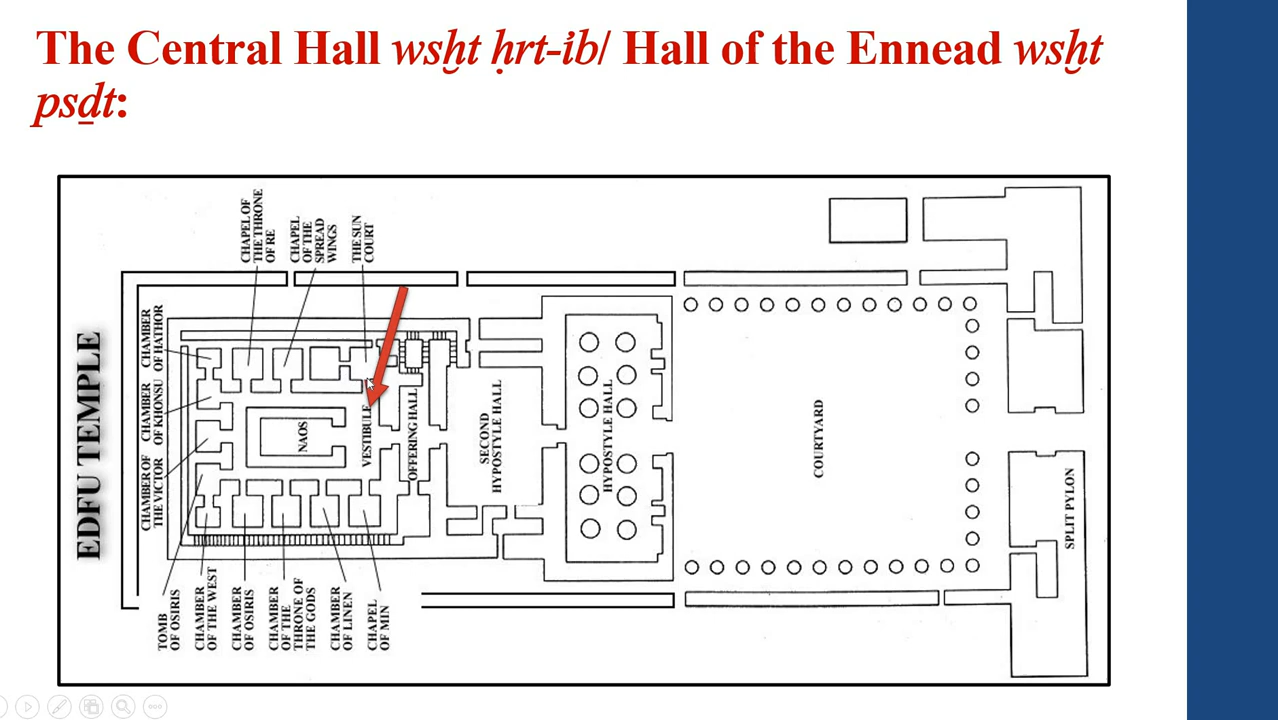 The Central Hall wsẖt ḥrt-ỉb/ Hall of the Ennead wsẖt
psḏt:
EDFU TEMPLE
CHAPEL OF
THE THRONE
OF RE
CHAPEL
OF THE
SPREAD
WINGS
THE SUN
COURT
CHAMBER
OF HATHOR
CHAMBER
OF KHONSU
CHAMBER OF
THE VICTOR
NAOS
VESTIBULE
OFFERING HALL
SECOND
HYPOSTYLE HALL
HYPOSTYLE HALL
COURTYARD
SPLIT PYLON
TOMB
OF OSIRIS
CHAMBER
OF THE WEST
CHAMBER
OF OSIRIS
CHAMBER
OF THE
THRONE OF
THE GODS
CHAMBER
OF LINEN
CHAPEL
OF MIN